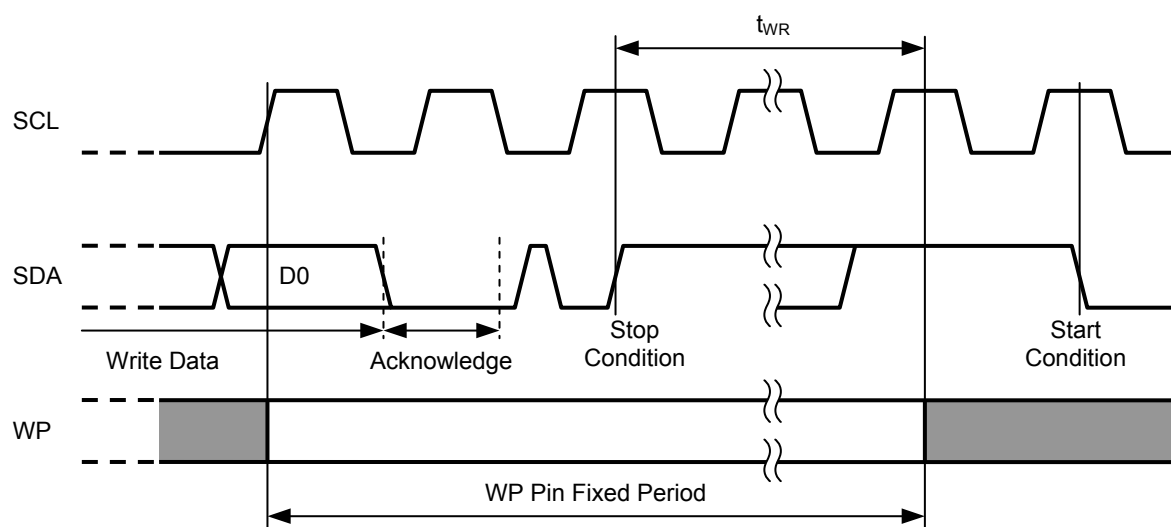 tWR
SCL
SDA
D0
Write Data
Acknowledge
Stop
Condition
Start
Condition
WP
WP Pin Fixed Period